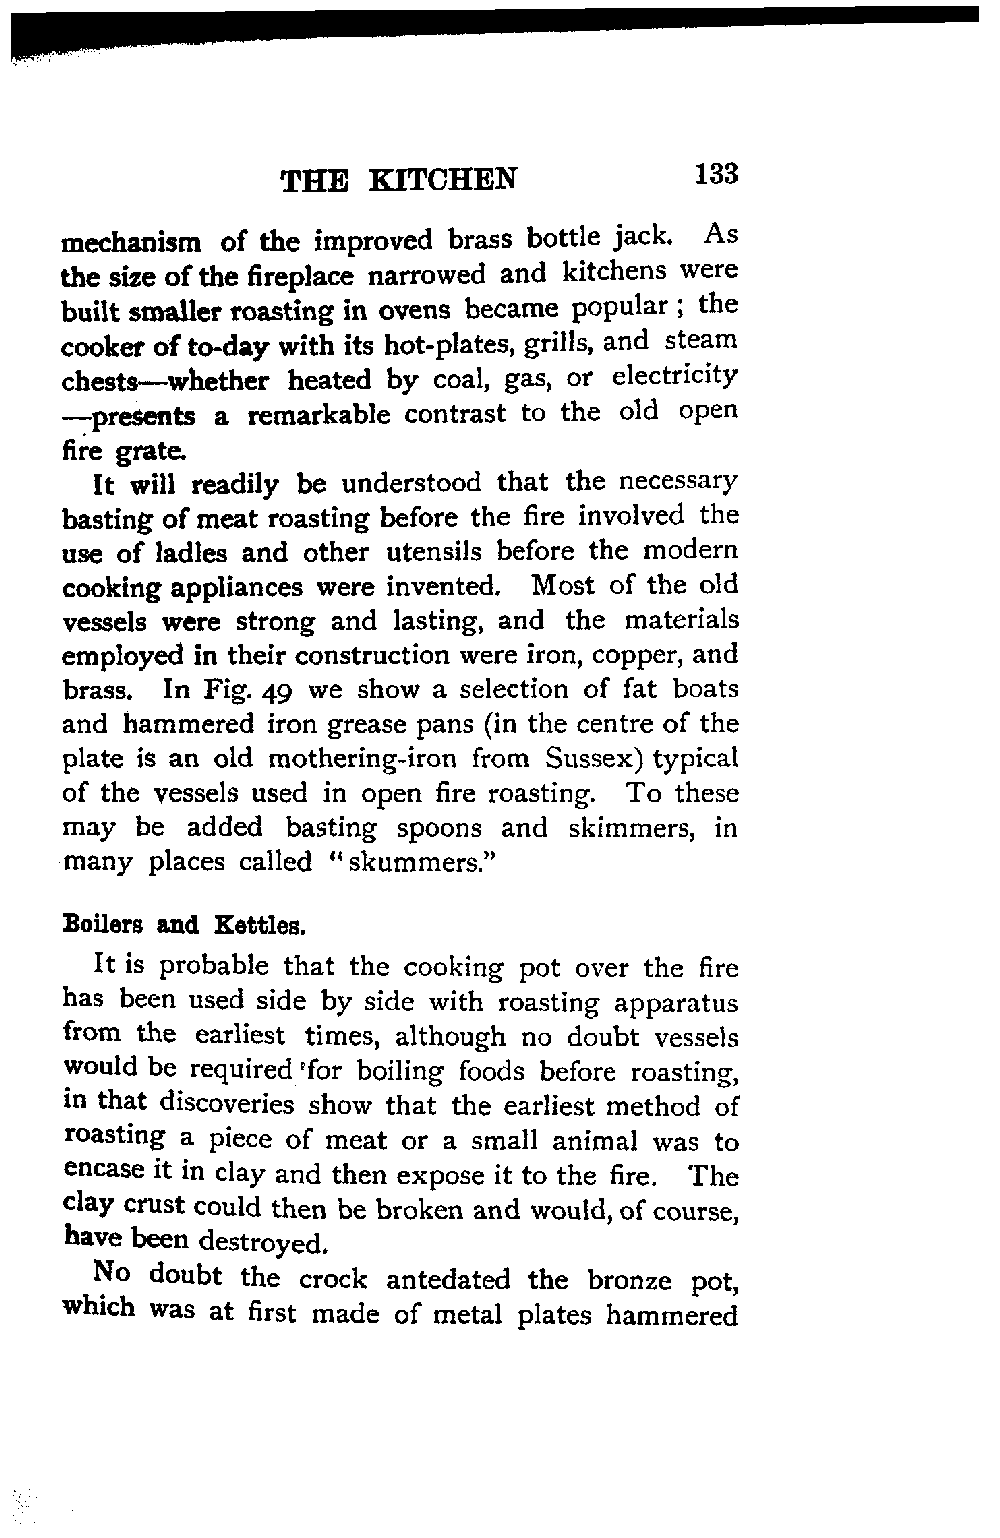 THE KITCHEN 133
mechanism of the improved brass bottle jack. As
the size of the fireplace narrowed and kitchens were
built smaller roasting in ovens became popular ; the
cooker of to-day with its hot-plates, grills, and steam
chests—whether heated by coal, gas, or electricity
—presents a remarkable contrast to the old open
fire grate.
It will readily be understood that the necessary
basting of meat roasting before the fire involved the
use of ladles and other utensils before the modern
cooking appliances were invented. Most of the old
vessels were strong and lasting, and the materials
employed in their construction were iron, copper, and
brass. In Fig. 49 we show a selection of fat boats
and hammered iron grease pans (in the centre of the
plate is an old mothering-iron from Sussex) typical
of the vessels used in open fire roasting. To these
may be added basting spoons and skimmers, in
many places called “skummers.”
Boilers and Kettles.
It is probable that the cooking pot over the fire
has been used side by side with roasting apparatus
from the earliest times, although no doubt vessels
would be required for boiling foods before roasting,
in that discoveries show that the earliest method of
roasting a piece of meat or a small animal was to
encase it in clay and then expose it to the fire. The
clay crust could then be broken and would, of course,
have been destroyed.
No doubt the crock antedated the bronze pot,
which was at first made of metal plates hammered